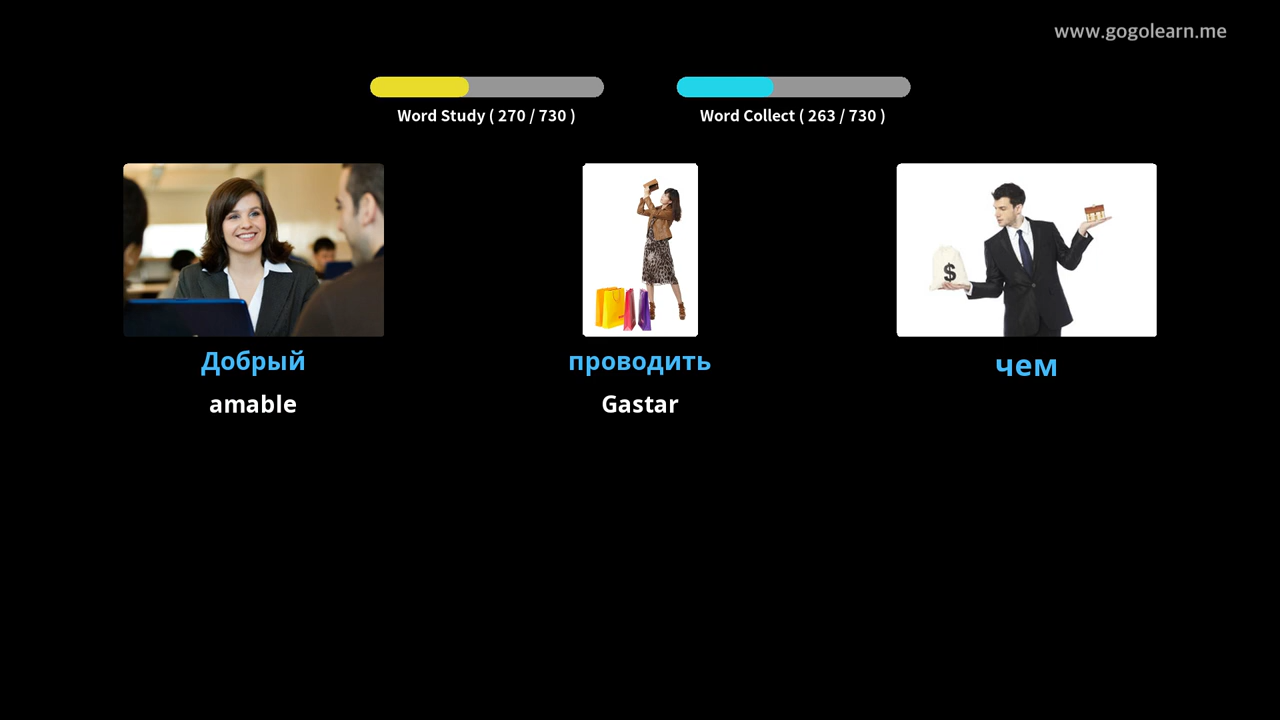 www.gogolearn.me
Word Study ( 270 / 730 )
Word Collect ( 263 / 730 )
$
Добрый
проводить
чем
amable
Gastar